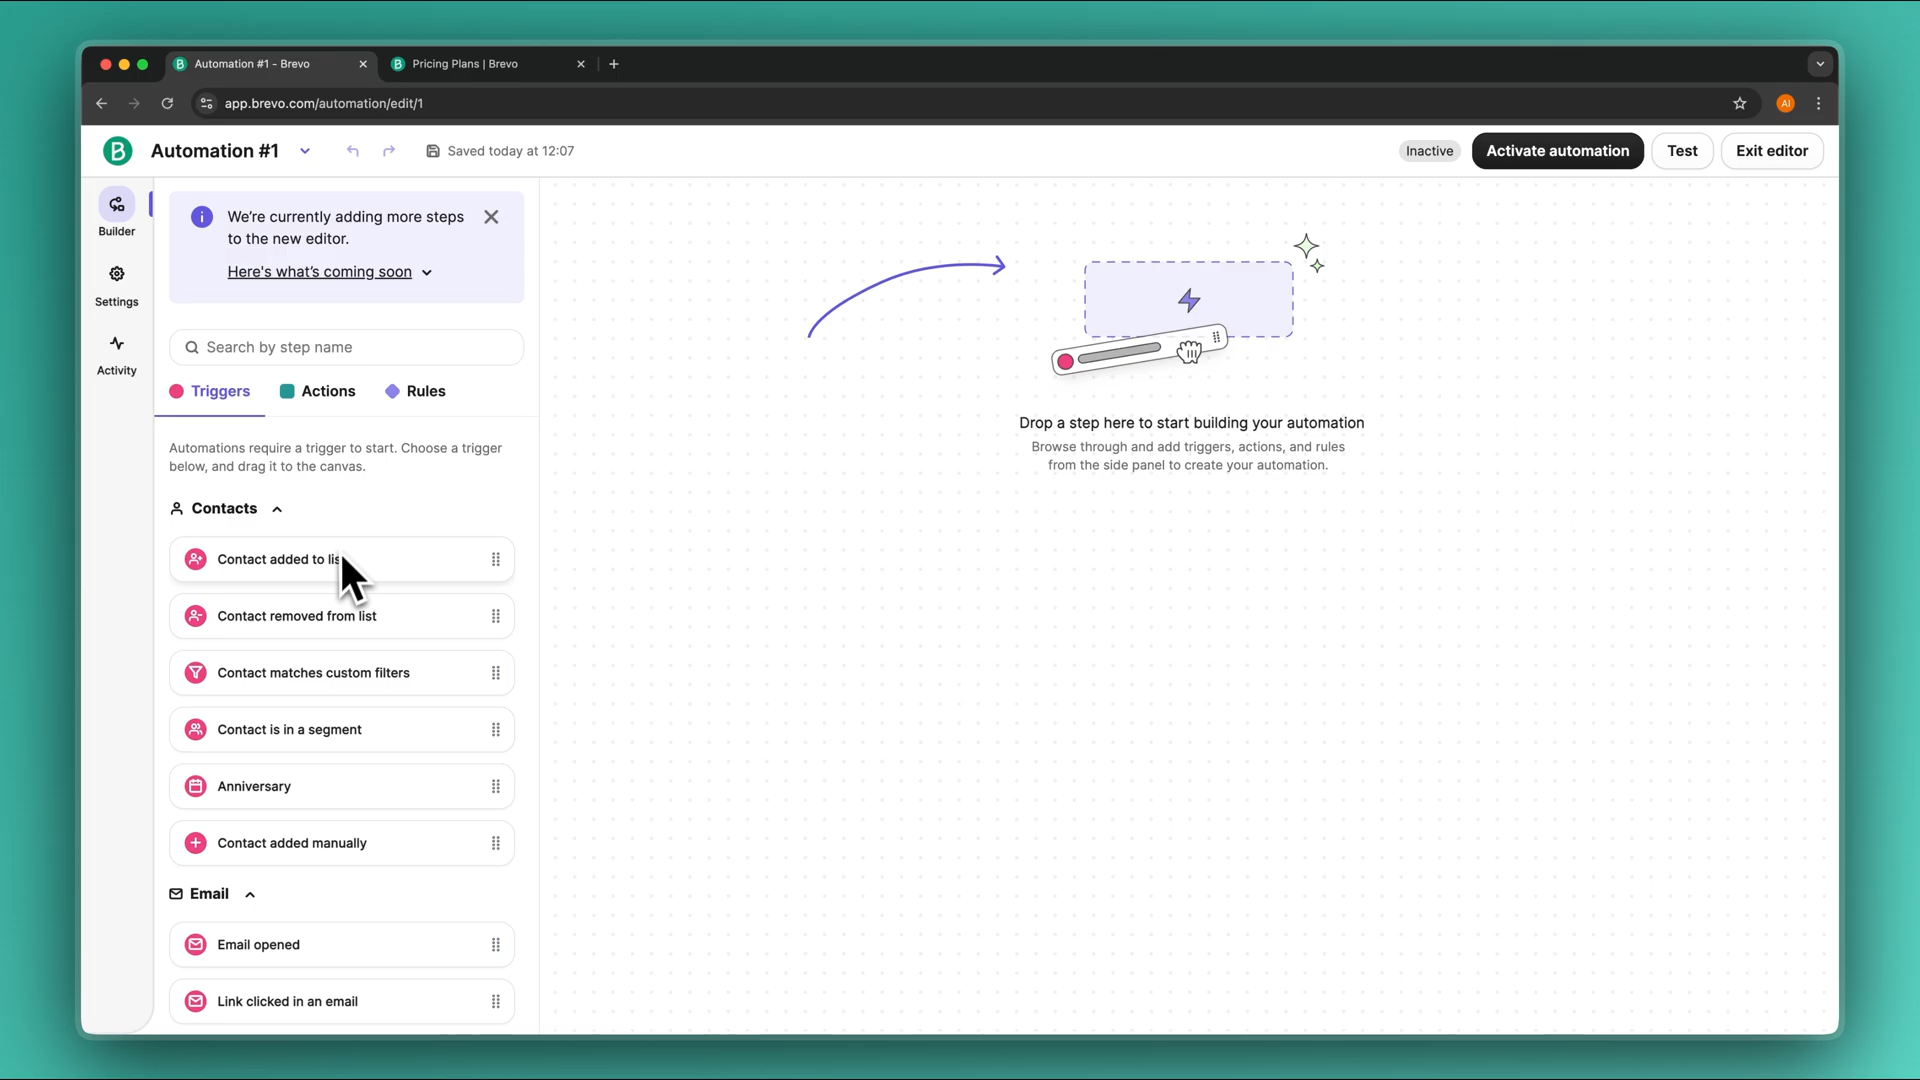 Automation #1 - Brevo
Pricing Plans | Brevo
app.brevo.com/automation/edit/1
AI
B
Automation #1
Saved today at 12:07
Inactive
Activate automation
Test
Exit editor
Builder
Settings
Activity
We're currently adding more steps
to the new editor.
Here's what's coming soon
Search by step name
Triggers
Actions
Rules
Automations require a trigger to start. Choose a trigger
below, and drag it to the canvas.
Contacts
Contact added to lis
Contact removed from list
Contact matches custom filters
Contact is in a segment
Anniversary
Contact added manually
Email
Email opened
Link clicked in an email
Drop a step here to start building your automation
Browse through and add triggers, actions, and rules
from the side panel to create your automation.